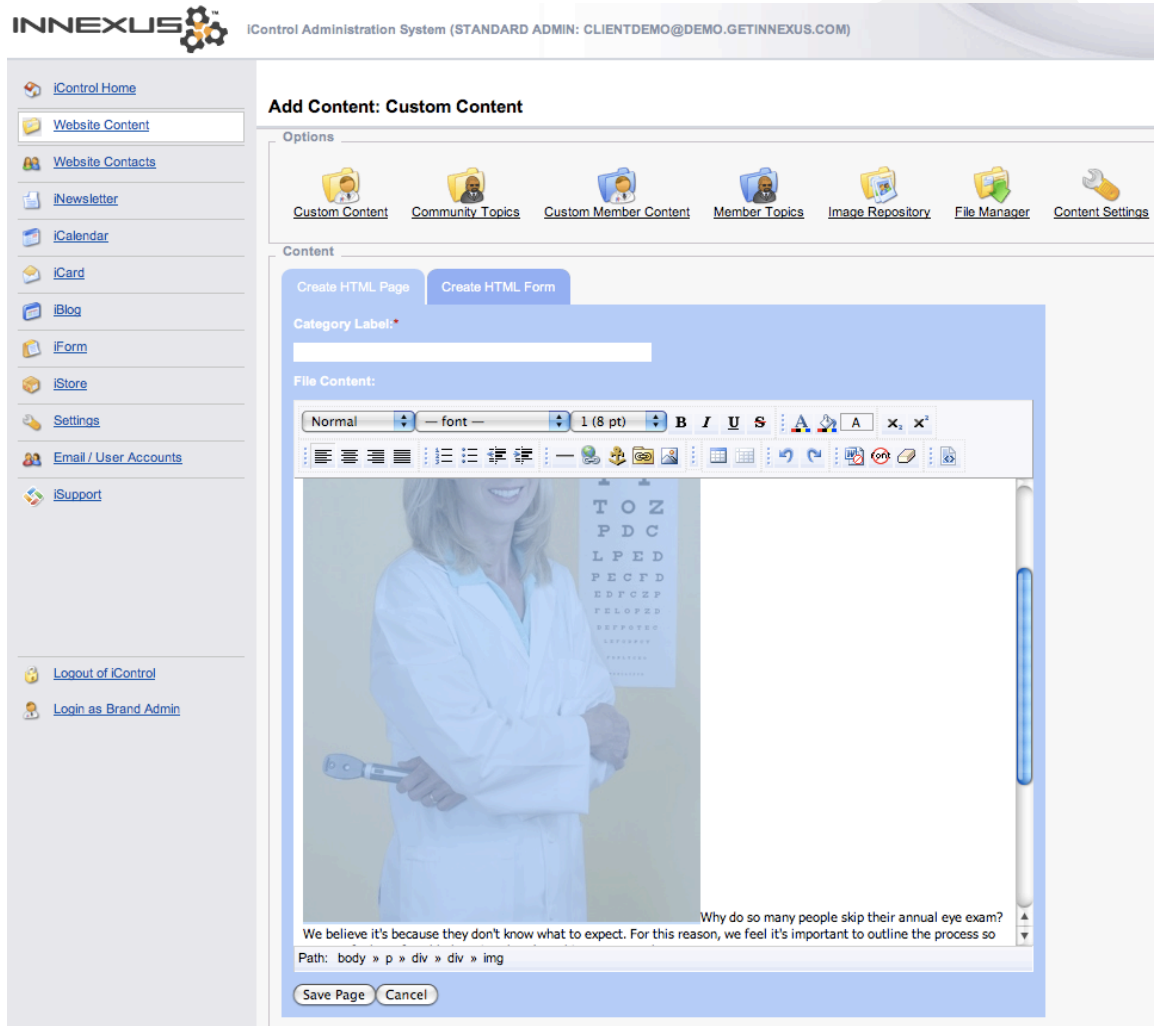 INNEXUS™
iControl Administration System (STANDARD ADMIN: CLIENTDEMO@DEMO.GETINNEXUS.COM)
iControl Home
Website Content
Website Contacts
iNewsletter
iCalendar
iCard
iBlog
iForm
iStore
Settings
Email / User Accounts
iSupport
Logout of iControl
Login as Brand Admin
Add Content: Custom Content
Options
Custom Content Community Topics Custom Member Content Member Topics Image Repository File Manager Content Settings
Content
Create HTML Page Create HTML Form
Category Label:*
File Content:
Normal — font — 1 (8 pt) B I U S A A x₂ x²
T O Z
P D C
L P E D
P E C F D
E D F C Z P
F E L O P Z D
Why do so many people skip their annual eye exam?
We believe it's because they don't know what to expect. For this reason, we feel it's important to outline the process so
Path: body » p » div » div » img
Save Page Cancel